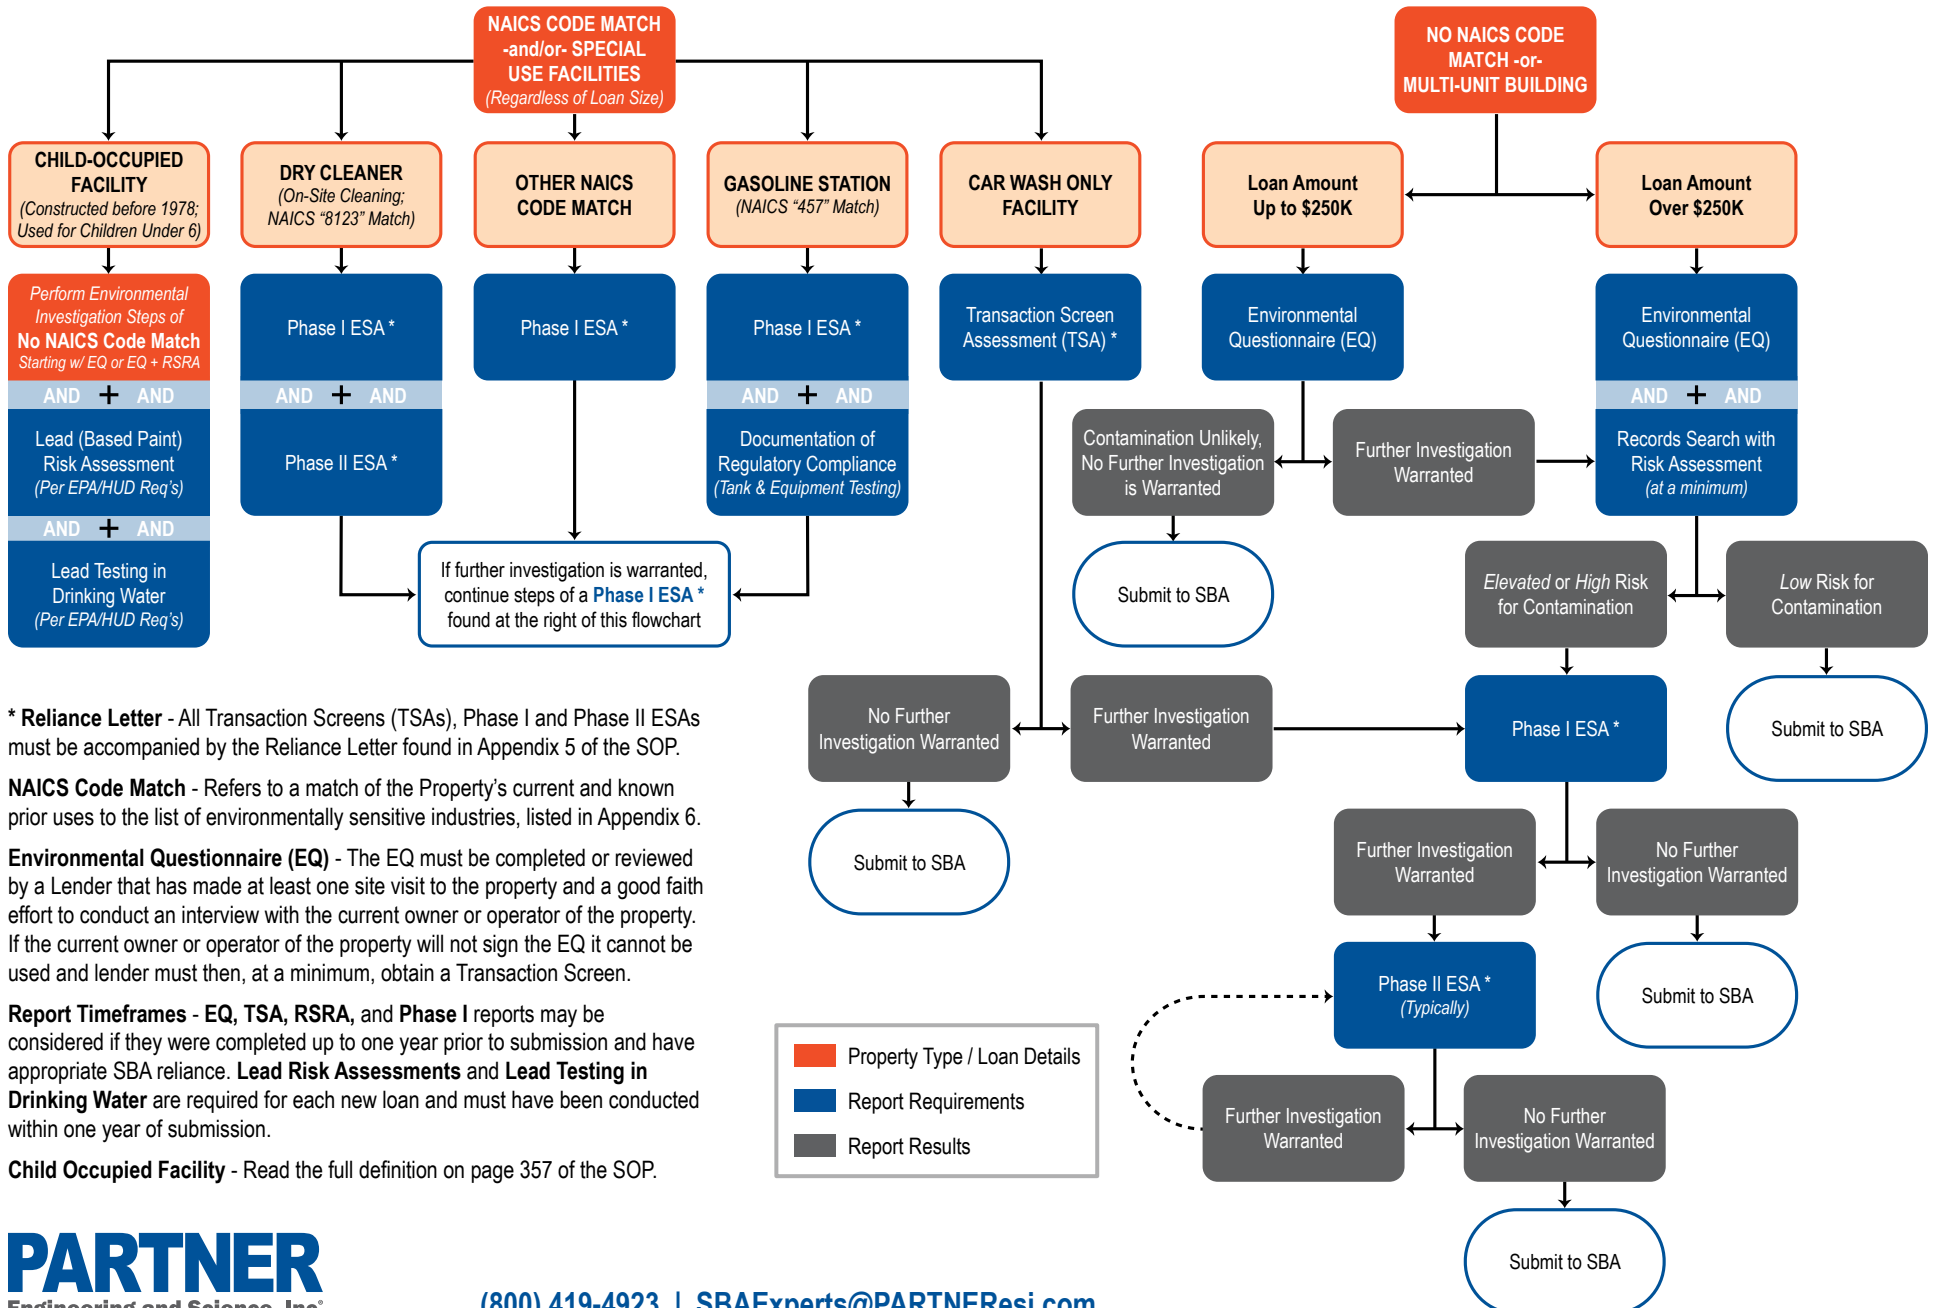 NAICS CODE MATCH
-and/or- SPECIAL
USE FACILITIES
(Regardless of Loan Size)
NO NAICS CODE
MATCH -or-
MULTI-UNIT BUILDING
CHILD-OCCUPIED
FACILITY
(Constructed before 1978;
Used for Children Under 6)
DRY CLEANER
(On-Site Cleaning;
NAICS “8123” Match)
OTHER NAICS
CODE MATCH
GASOLINE STATION
(NAICS “457” Match)
CAR WASH ONLY
FACILITY
Loan Amount
Up to $250K
Loan Amount
Over $250K
Perform Environmental
Investigation Steps of
No NAICS Code Match
Starting w/ EQ or EQ + RSRA
AND + AND
Lead (Based Paint)
Risk Assessment
(Per EPA/HUD Req’s)
AND + AND
Lead Testing in
Drinking Water
(Per EPA/HUD Req’s)
Phase I ESA *
AND + AND
Phase II ESA *
Phase I ESA *
Phase I ESA *
AND + AND
Documentation of
Regulatory Compliance
(Tank & Equipment Testing)
If further investigation is warranted,
continue steps of a Phase I ESA *
found at the right of this flowchart
Transaction Screen
Assessment (TSA) *
Environmental
Questionnaire (EQ)
Environmental
Questionnaire (EQ)
AND + AND
Records Search with
Risk Assessment
(at a minimum)
Contamination Unlikely,
No Further Investigation
is Warranted
Further Investigation
Warranted
Submit to SBA
Elevated or High Risk
for Contamination
Low Risk for
Contamination
No Further
Investigation Warranted
Further Investigation
Warranted
Phase I ESA *
Submit to SBA
Submit to SBA
Further Investigation
Warranted
No Further
Investigation Warranted
Phase II ESA *
(Typically)
Submit to SBA
Further Investigation
Warranted
No Further
Investigation Warranted
Submit to SBA
* Reliance Letter - All Transaction Screens (TSAs), Phase I and Phase II ESAs
must be accompanied by the Reliance Letter found in Appendix 5 of the SOP.
NAICS Code Match - Refers to a match of the Property’s current and known
prior uses to the list of environmentally sensitive industries, listed in Appendix 6.
Environmental Questionnaire (EQ) - The EQ must be completed or reviewed
by a Lender that has made at least one site visit to the property and a good faith
effort to conduct an interview with the current owner or operator of the property.
If the current owner or operator of the property will not sign the EQ it cannot be
used and lender must then, at a minimum, obtain a Transaction Screen.
Report Timeframes - EQ, TSA, RSRA, and Phase I reports may be
considered if they were completed up to one year prior to submission and have
appropriate SBA reliance. Lead Risk Assessments and Lead Testing in
Drinking Water are required for each new loan and must have been conducted
within one year of submission.
Child Occupied Facility - Read the full definition on page 357 of the SOP.
Property Type / Loan Details
Report Requirements
Report Results
PARTNER
Engineering and Science, Inc®
(800) 419-4923 | SBAExperts@PARTNEResi.com